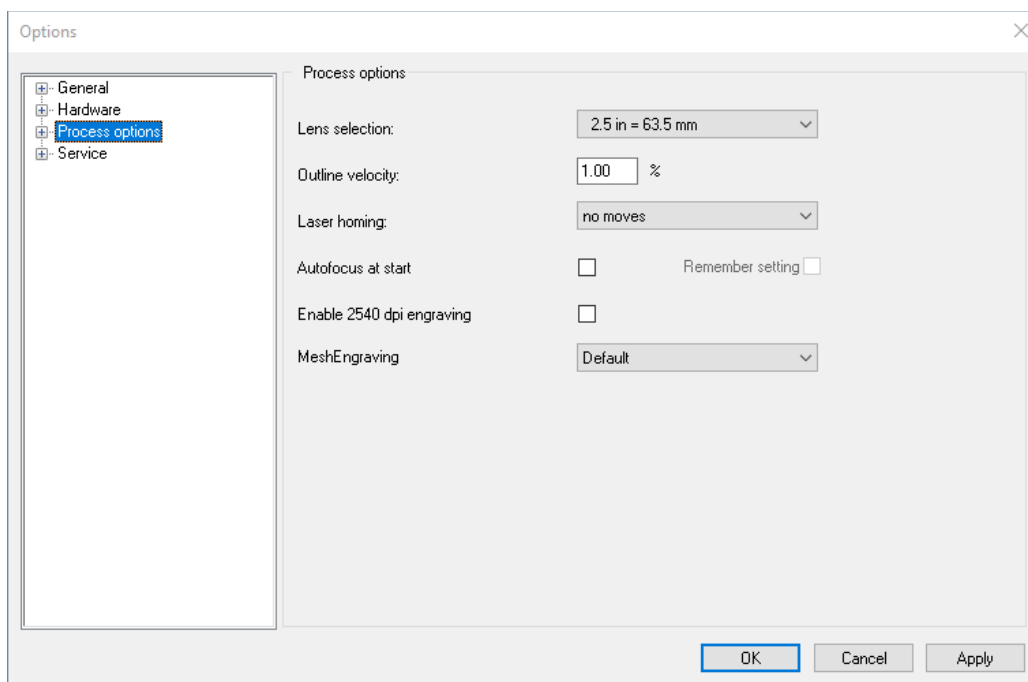 Options
General
Hardware
Process options
Service
Process options
Lens selection: 2.5 in = 63.5 mm
Outline velocity: 1.00 %
Laser homing: no moves
Autofocus at start Remember setting
Enable 2540 dpi engraving
MeshEngraving Default
OK Cancel Apply